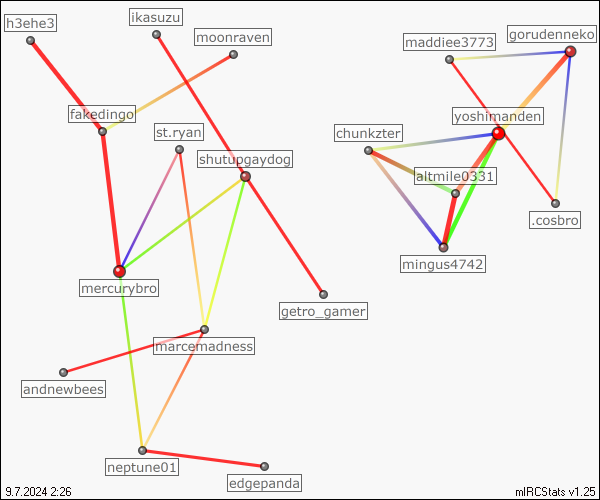 ikasuzu
h3ehe3
gorudenneko
moonraven
maddiee3773
fakedingo
yoshimanden
st.ryan
chunkzter
shutupgaydog
altmile0331
.cosbro
mingus4742
mercurybro
getro_gamer
marcemadness
andnewbees
neptune01
edgepanda
9.7.2024 2:26
mIRCStats v1.25